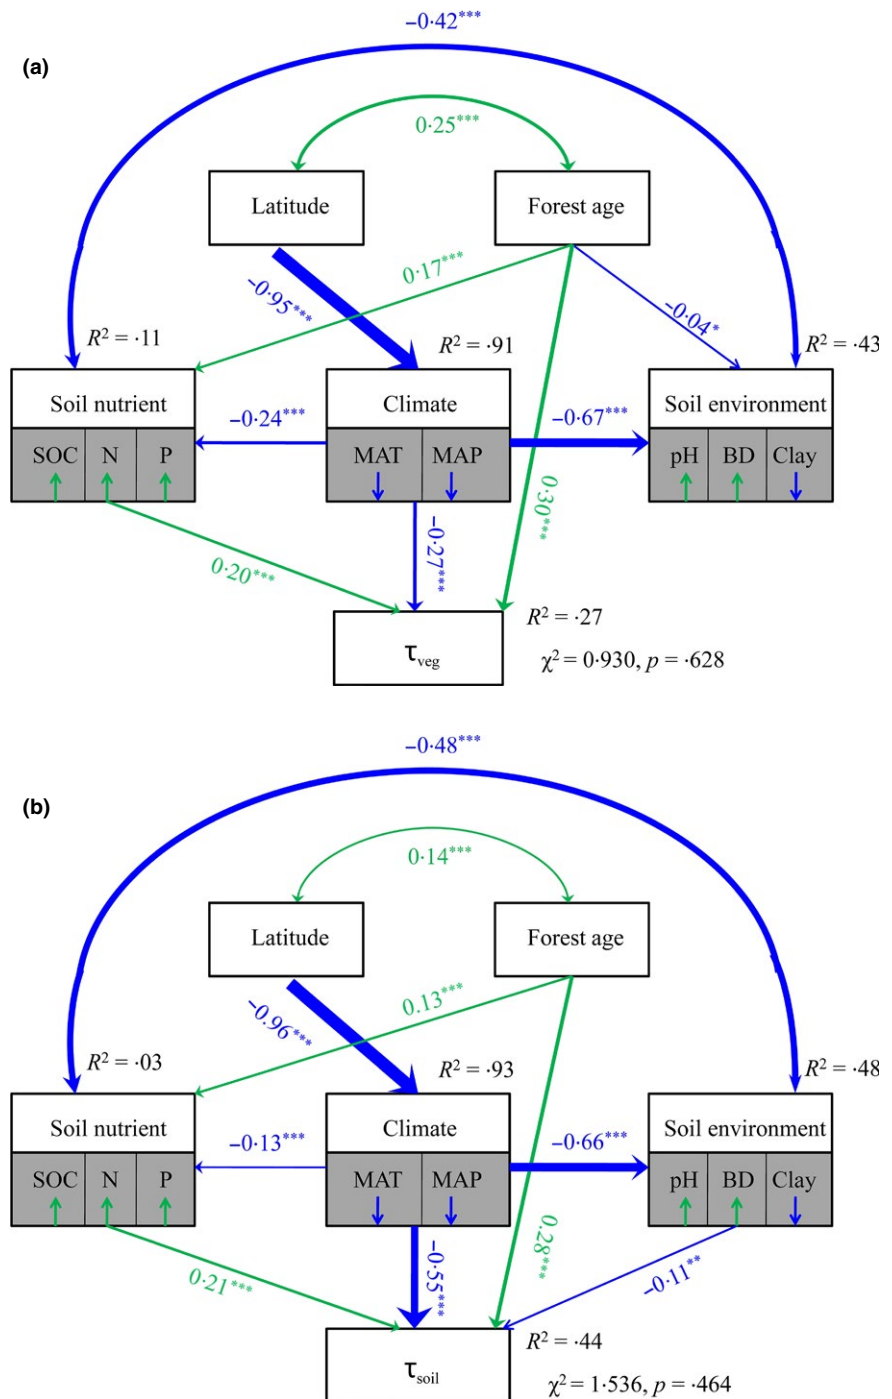 −0·42***
(a)
0·25***
Latitude
Forest age
0·17***
−0·95***
−0·04*
R² = ·11
R² = ·91
R² = ·43
Soil nutrient
Climate
Soil environment
−0·24***
−0·67***
SOC N P
MAT MAP
pH BD Clay
0·30***
−0·27***
0·20***
R² = ·27
τveg
χ² = 0·930, p = ·628
−0·48***
(b)
0·14***
Latitude
Forest age
0.13***
−0.96***
R² = ·03
R² = ·93
R² = ·48
Soil nutrient
Climate
Soil environment
−0·13***
−0·66***
SOC N P
MAT MAP
pH BD Clay
0.28***
−0·55***
0·21***
−0·11**
R² = ·44
τsoil
χ² = 1·536, p = ·464